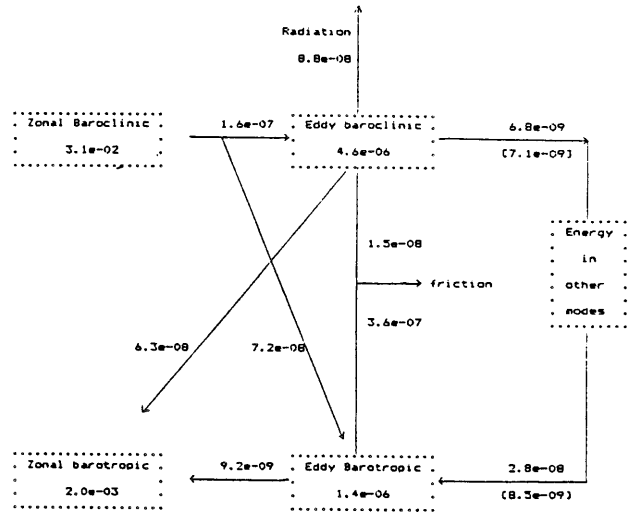 Radiation
8.8e-08
Zonal Baroclinic
3.1e-02
1.6e-07
Eddy baroclinic
4.6e-06
6.8e-09
[7.1e-09]
Energy
in
other
modes
1.5e-08
friction
3.6e-07
6.3e-08
7.2e-08
Zonal barotropic
2.0e-03
9.2e-09
Eddy Barotropic
1.4e-06
2.8e-08
[8.5e-09]